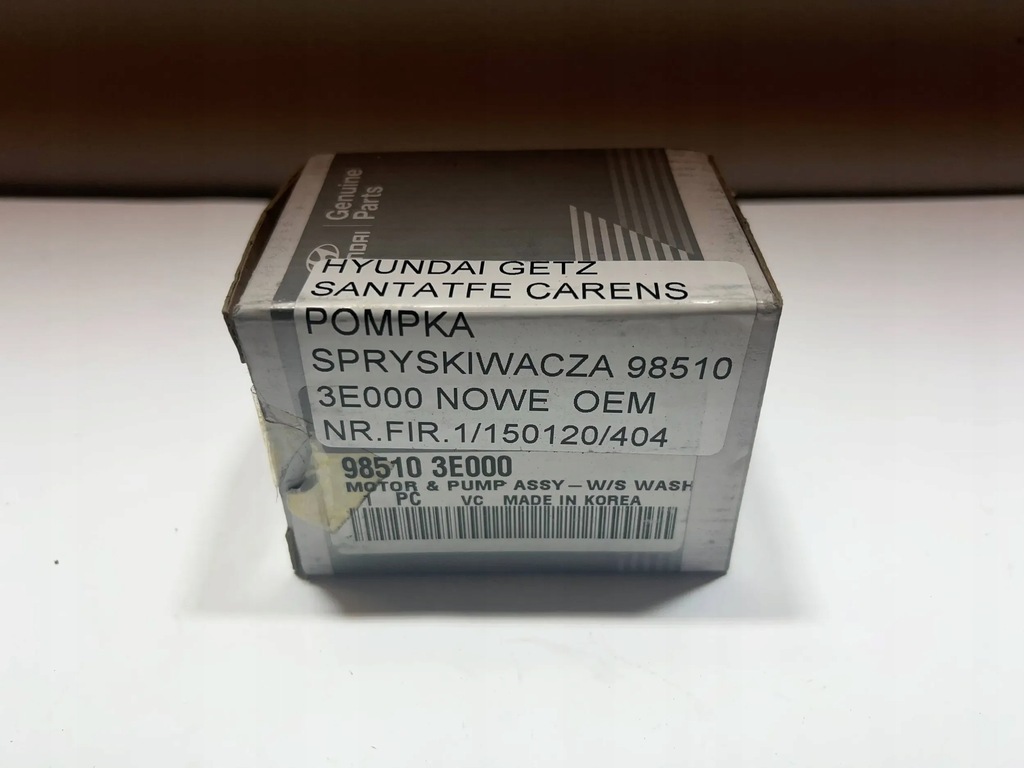 Genuine
Parts
HYUNDAI GETZ
SANTATFE CARENS
POMPKA
SPRYSKIWACZA 98510
3E000 NOWE OEM
NR.FIR.1/150120/404
98510 3E000
MOTOR & PUMP ASSY-W/S WASH
1 PC VC MADE IN KOREA